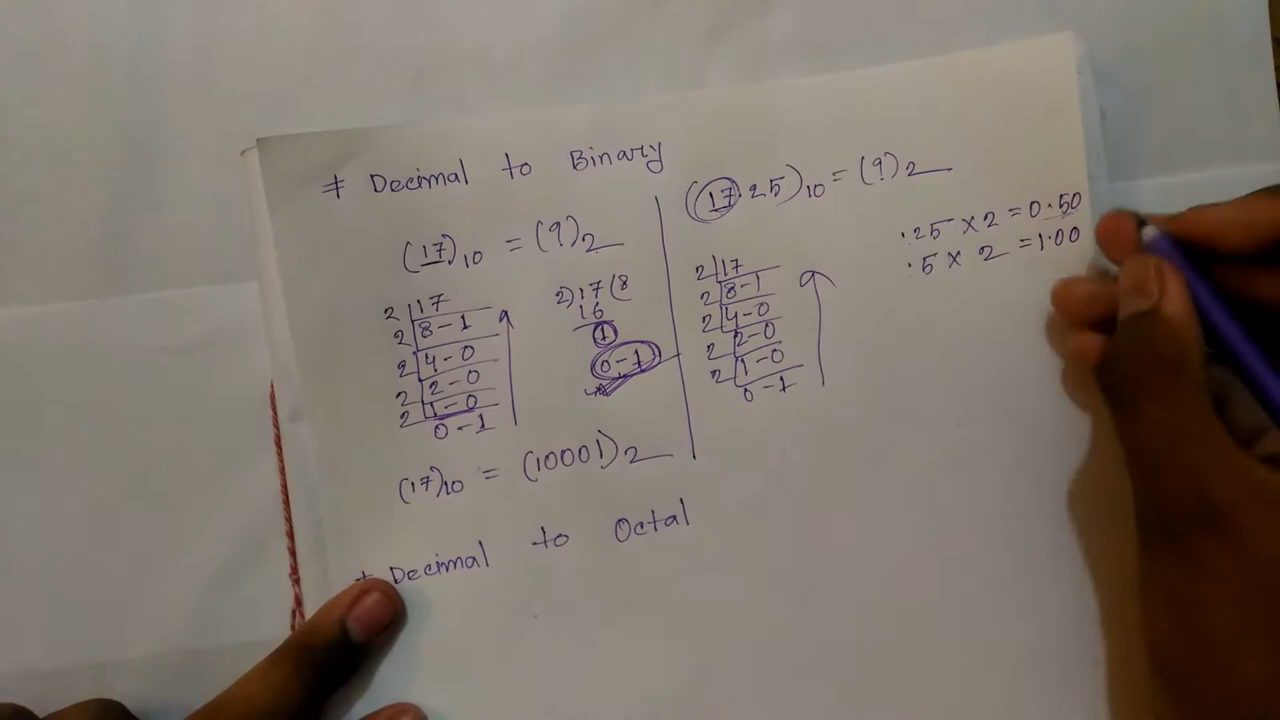 ‡ Decimal to Binary
(17)10 = (?)2
2 17
2 8-1
2 4-0
2 2-0
2 1-0
0-1
2)17(8
16
1
0-1
(17)10 = (10001)2
(17.25)10 = (?)2
2 17
2 8-1
2 4-0
2 2-0
2 1-0
0-1
.25 × 2 = 0.50
.5 × 2 = 1.00
Decimal to Octal